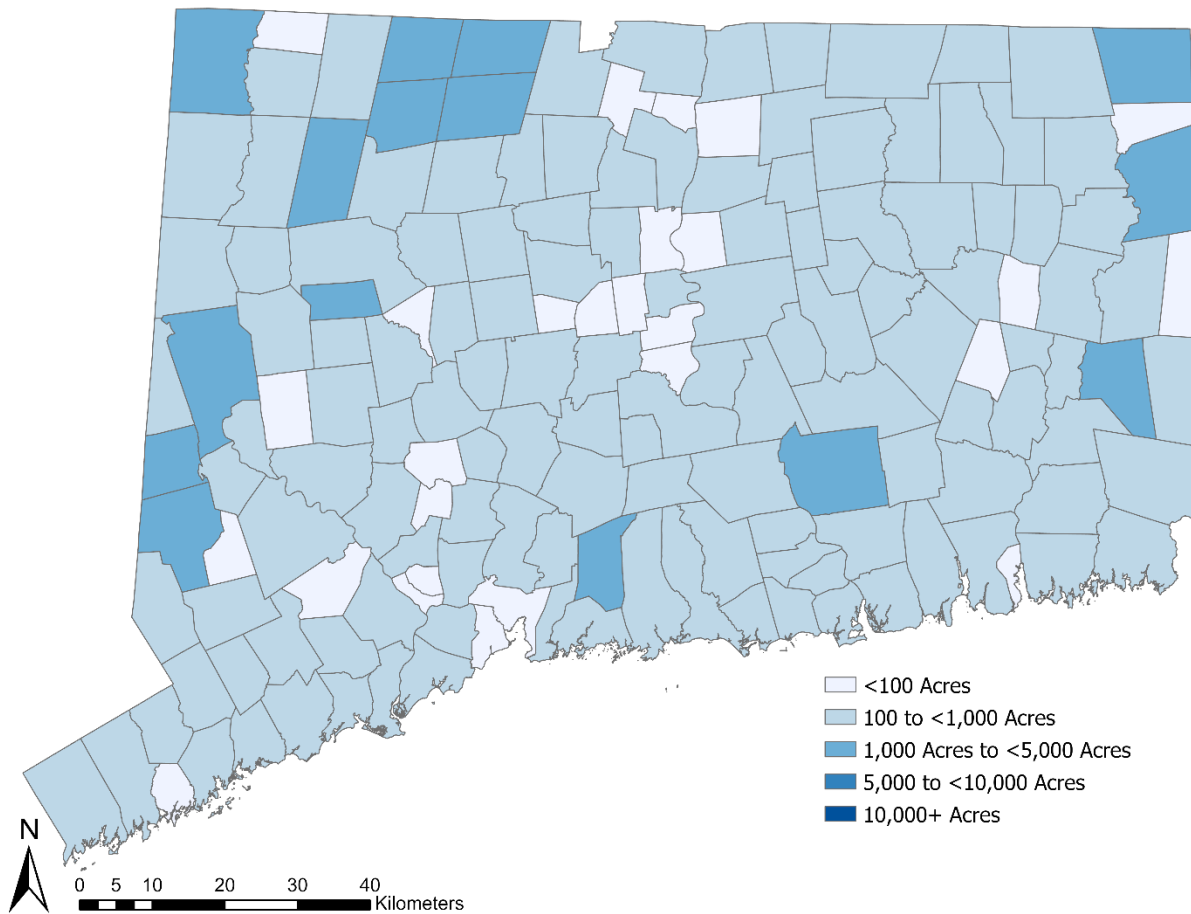 <100 Acres
100 to <1,000 Acres
1,000 Acres to <5,000 Acres
5,000 to <10,000 Acres
10,000+ Acres
N
0 5 10 20 30 40
Kilometers